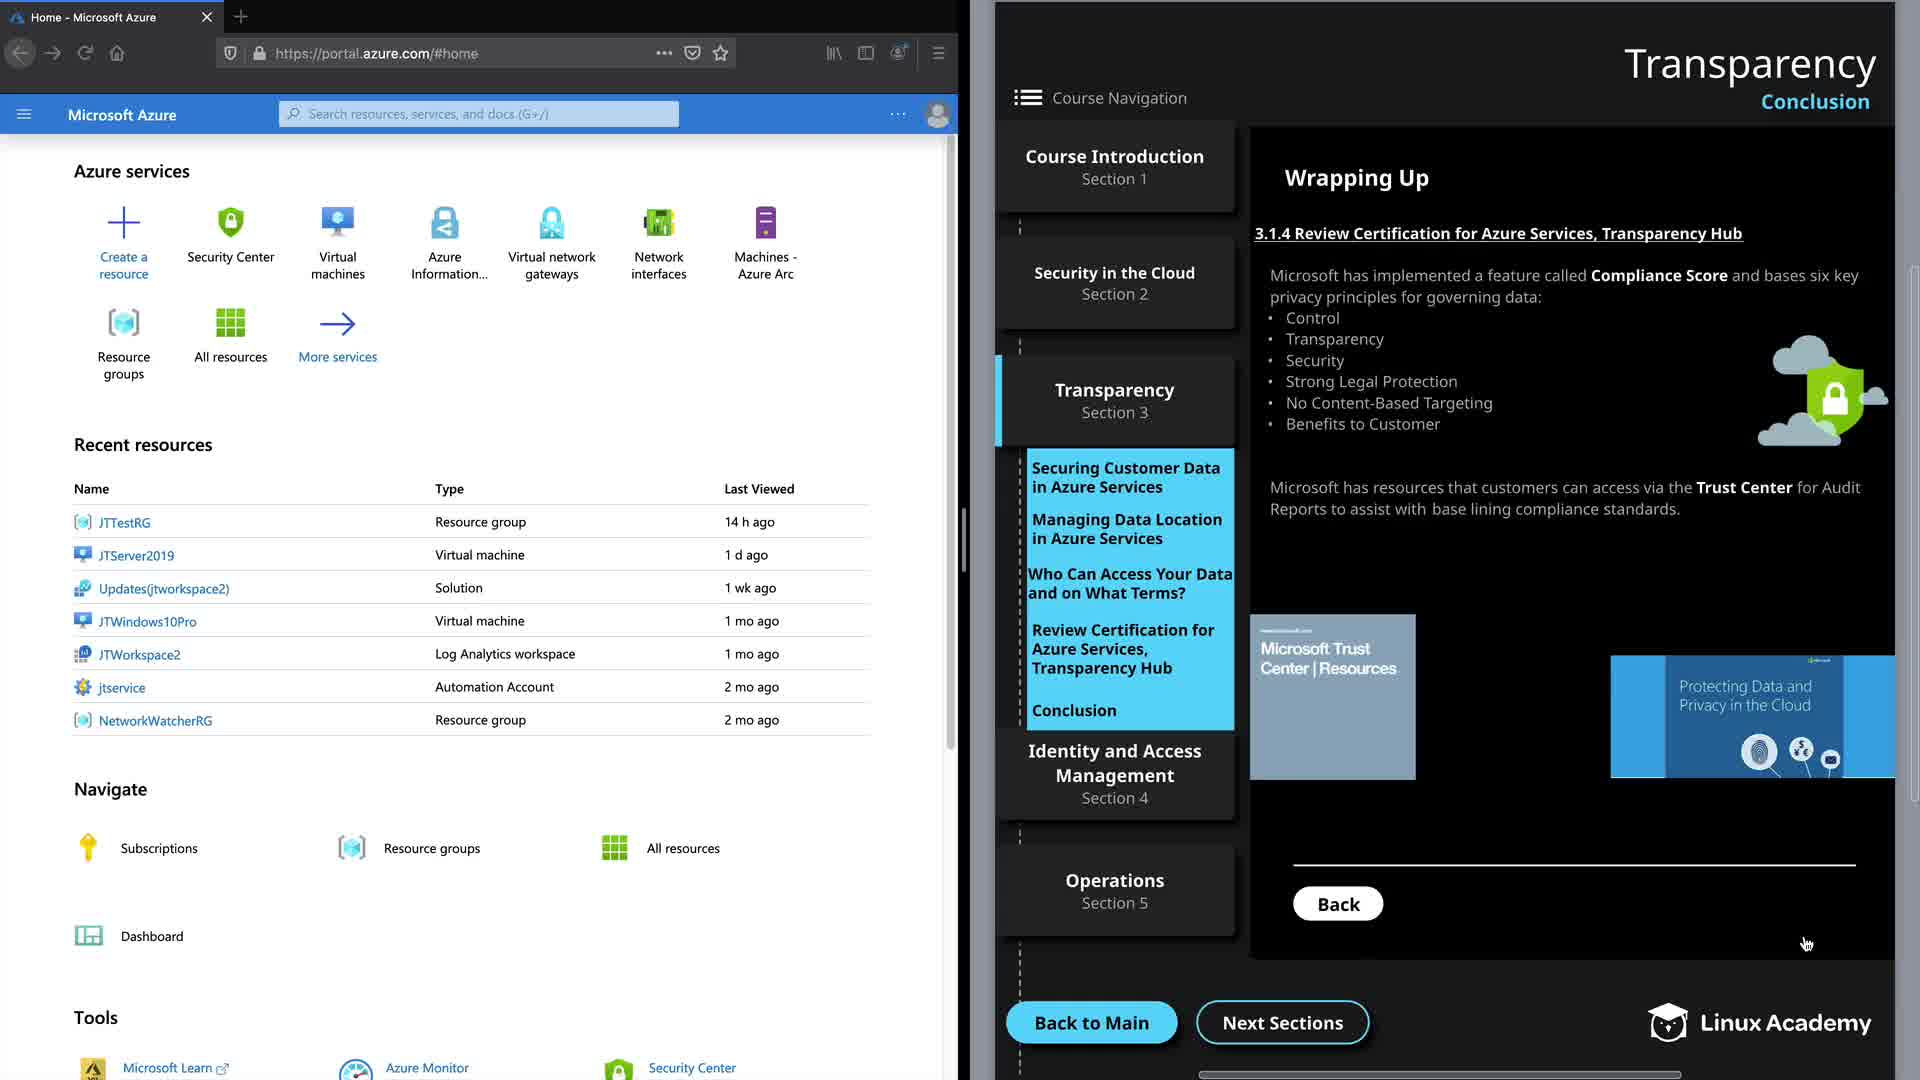 Home - Microsoft Azure
https://portal.azure.com/#home
Microsoft Azure
Search resources, services, and docs (G+/)
Azure services
Create a
resource
Security Center
Virtual
machines
Azure
Information...
Virtual network
gateways
Network
interfaces
Machines -
Azure Arc
Resource
groups
All resources
More services
Recent resources
Name Type Last Viewed
JTTestRG Resource group 14 h ago
JTServer2019 Virtual machine 1 d ago
Updates(jtworkspace2) Solution 1 wk ago
JTWindows10Pro Virtual machine 1 mo ago
JTWorkspace2 Log Analytics workspace 1 mo ago
jtservice Automation Account 2 mo ago
NetworkWatcherRG Resource group 2 mo ago
Navigate
Subscriptions
Resource groups
All resources
Dashboard
Tools
Microsoft Learn
Azure Monitor
Security Center
Transparency
Conclusion
Course Navigation
Course Introduction
Section 1
Security in the Cloud
Section 2
Transparency
Section 3
Securing Customer Data
in Azure Services
Managing Data Location
in Azure Services
Who Can Access Your Data
and on What Terms?
Review Certification for
Azure Services,
Transparency Hub
Conclusion
Identity and Access
Management
Section 4
Operations
Section 5
Wrapping Up
3.1.4 Review Certification for Azure Services, Transparency Hub
Microsoft has implemented a feature called Compliance Score and bases six key
privacy principles for governing data:
• Control
• Transparency
• Security
• Strong Legal Protection
• No Content-Based Targeting
• Benefits to Customer
Microsoft has resources that customers can access via the Trust Center for Audit
Reports to assist with base lining compliance standards.
Microsoft Trust
Center | Resources
Protecting Data and
Privacy in the Cloud
Back
Back to Main
Next Sections
Linux Academy